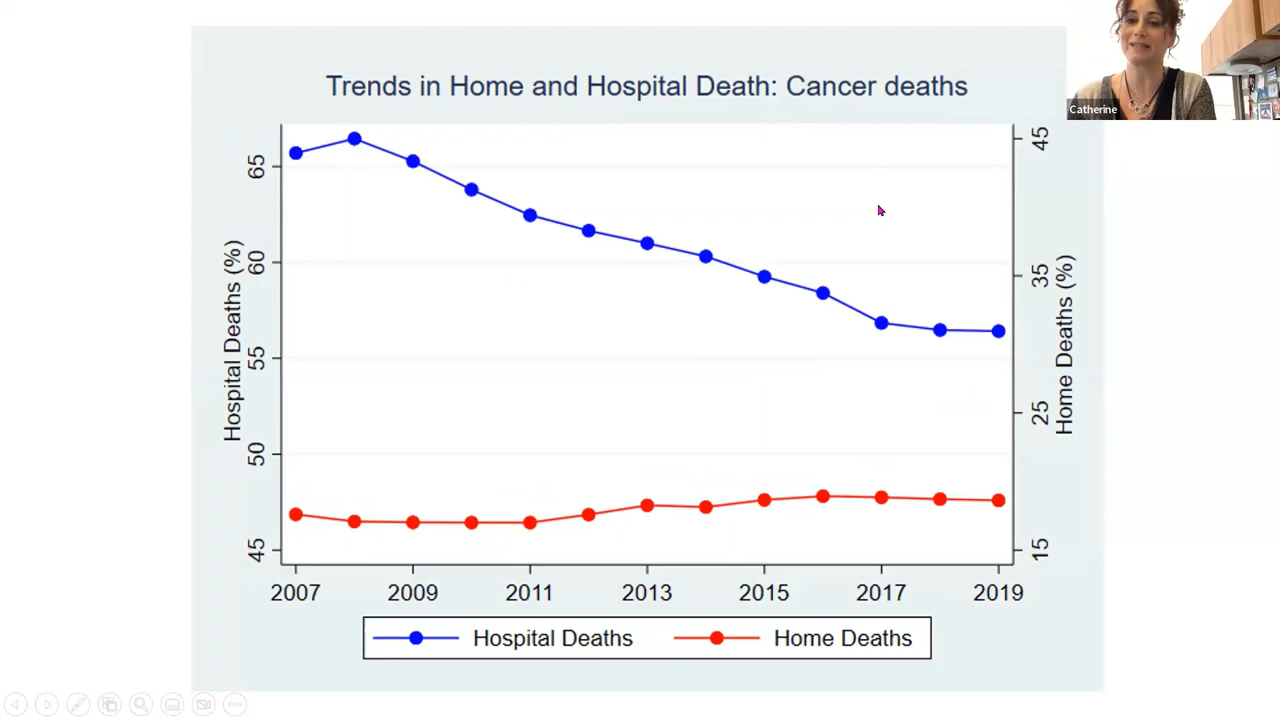 Trends in Home and Hospital Death: Cancer deaths
Catherine
Hospital Deaths (%)
65
60
55
50
45
45
35
25
15
Home Deaths (%)
2007 2009 2011 2013 2015 2017 2019
Hospital Deaths Home Deaths